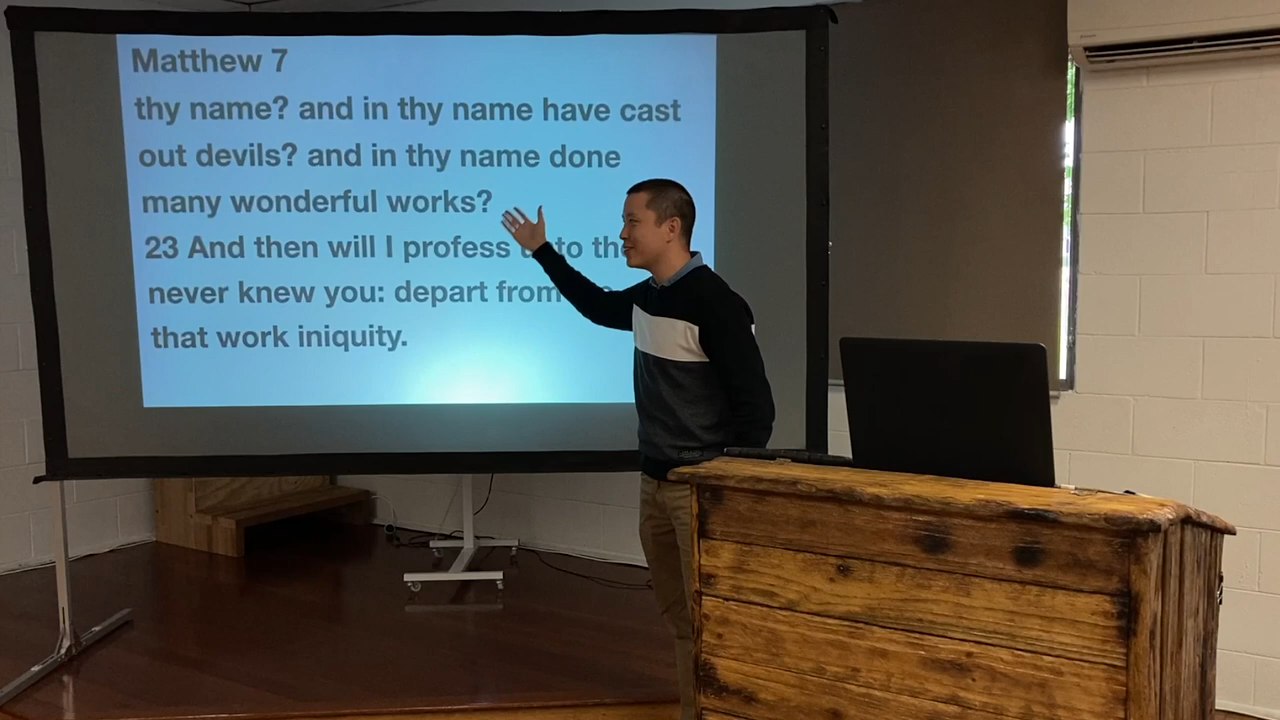 Matthew 7
thy name? and in thy name have cast
out devils? and in thy name done
many wonderful works?
23 And then will I profess
never knew you: depart from
that work iniquity.